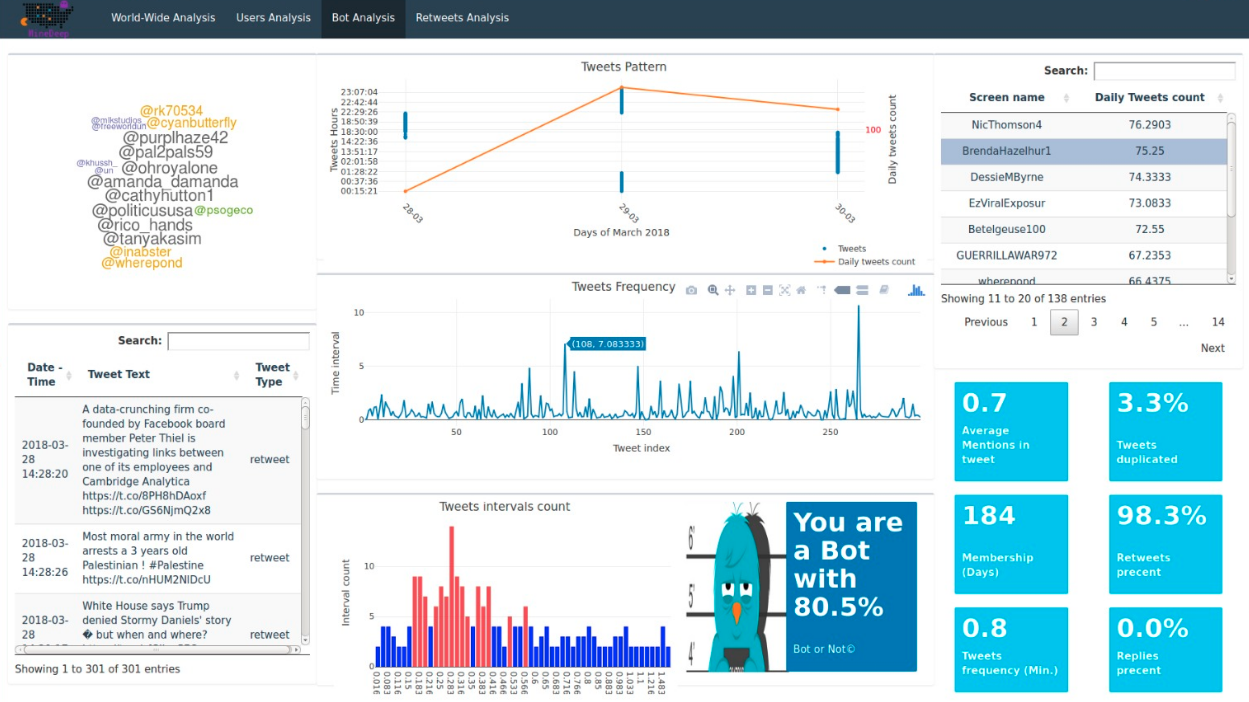 MineDeep
World-Wide Analysis
Users Analysis
Bot Analysis
Retweets Analysis
@rk70534
@mlkstudios
@freeworldun
@cyanbutterfly
@purplhaze42
@pal2pals59
@khussh_
@ohroyalone
@un
@amanda_damanda
@cathyhutton1
@politicususa
@psogeco
@rico_hands
@tanyakasim
@inabster
@wherepond
Search:
Date - Time
Tweet Text
Tweet Type
2018-03-28 14:28:20
A data-crunching firm co-
founded by Facebook board
member Peter Thiel is
investigating links between
one of its employees and
Cambridge Analytica
https://t.co/8PH8hDAoxf
https://t.co/GS6NjmQ2x8
retweet
2018-03-28 14:28:26
Most moral army in the world
arrests a 3 years old
Palestinian ! #Palestine
https://t.co/nHUM2NlDcU
retweet
2018-03-
28
White House says Trump
denied Stormy Daniels' story
� but when and where?
retweet
Showing 1 to 301 of 301 entries
Tweets Pattern
Tweets Hours
23:07:04
22:42:44
22:29:26
18:50:39
18:30:00
14:22:36
13:51:17
02:01:58
01:28:22
00:37:36
00:15:21
100
Daily tweets count
28-03
29-03
30-03
Days of March 2018
Tweets
Daily tweets count
Tweets Frequency
Time interval
10
5
0
(108, 7.083333)
50
100
150
200
250
Tweet index
Tweets intervals count
Interval count
10
5
0
0.016
0.083
0.116
0.15
0.183
0.216
0.25
0.283
0.316
0.35
0.383
0.416
0.466
0.533
0.566
0.6
0.65
0.683
0.716
0.766
0.8
0.85
0.883
0.983
1.033
1.1
1.216
1.483
6'
5'
4'
You are
a Bot
with
80.5%
Bot or Not©
Search:
Screen name
Daily Tweets count
NicThomson4 76.2903
BrendaHazelhur1 75.25
DessieMByrne 74.3333
EzViralExposur 73.0833
Betelgeuse100 72.55
GUERRILLAWAR972 67.2353
wherepond 66.4375
Showing 11 to 20 of 138 entries
Previous 1 2 3 4 5 ... 14
Next
0.7
Average
Mentions in
tweet
3.3%
Tweets
duplicated
184
Membership
(Days)
98.3%
Retweets
precent
0.8
Tweets
frequency (Min.)
0.0%
Replies
precent